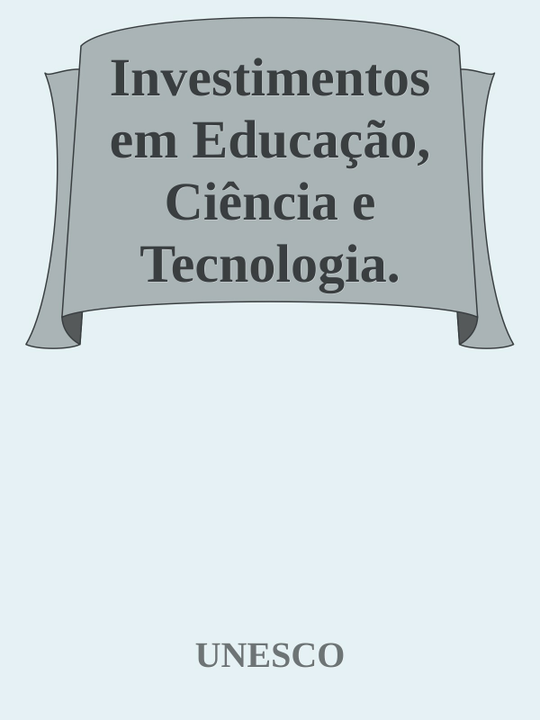 Investimentos
em Educação,
Ciência e
Tecnologia.
UNESCO